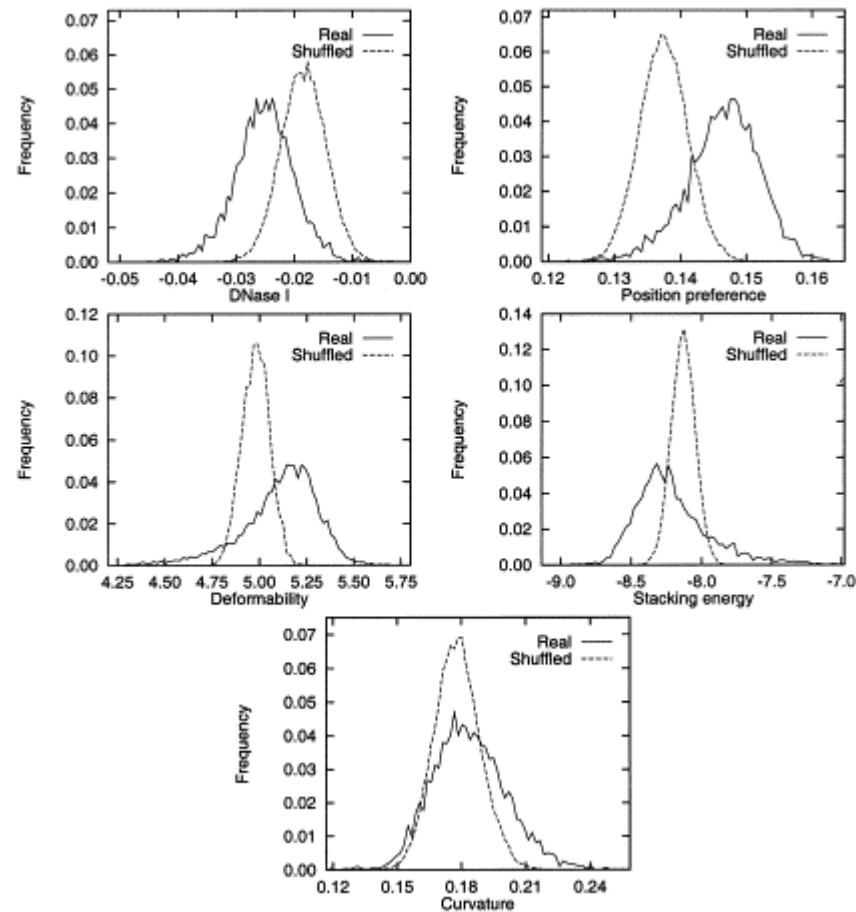 0.07
0.06
0.05
0.04
0.03
0.02
0.01
0.00
Frequency
Real
Shuffled
-0.05 -0.04 -0.03 -0.02 -0.01 0.00
DNase I
0.07
0.06
0.05
0.04
0.03
0.02
0.01
0.00
Frequency
Real
Shuffled
0.12 0.13 0.14 0.15 0.16
Position preference
0.12
0.10
0.08
0.06
0.04
0.02
0.00
Frequency
Real
Shuffled
4.25 4.50 4.75 5.00 5.25 5.50 5.75
Deformability
0.14
0.12
0.10
0.08
0.06
0.04
0.02
0.00
Frequency
Real
Shuffled
-9.0 -8.5 -8.0 -7.5 -7.0
Stacking energy
0.07
0.06
0.05
0.04
0.03
0.02
0.01
0.00
Frequency
Real
Shuffled
0.12 0.15 0.18 0.21 0.24
Curvature